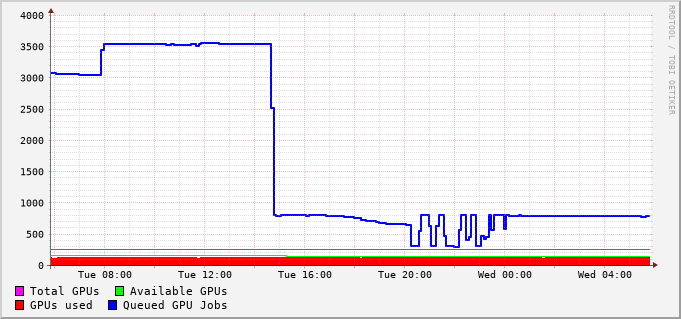 4000
3500
3000
2500
2000
1500
1000
500
0
Tue 08:00 Tue 12:00 Tue 16:00 Tue 20:00 Wed 00:00 Wed 04:00
Total GPUs Available GPUs
GPUs used Queued GPU Jobs
RRDTOOL / TOBI OETIKER